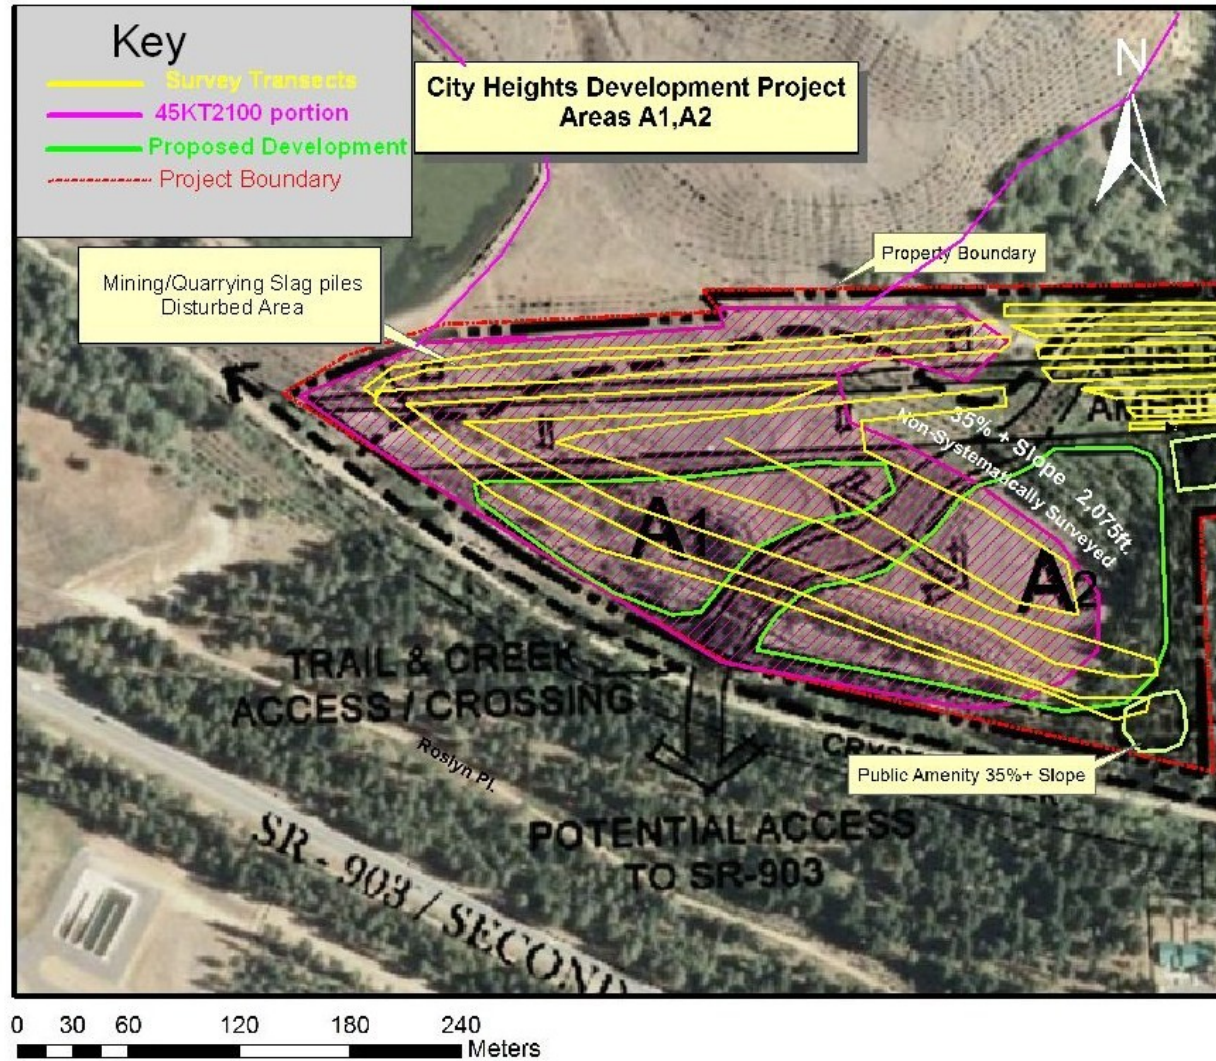 Key
Survey Transects
45KT2100 portion
Proposed Development
Project Boundary
City Heights Development Project
Areas A1,A2
N
Property Boundary
Mining/Quarrying Slag piles
Disturbed Area
35% + Slope 2,075ft.
Non-Systematically Surveyed
A1
A2
TRAIL & CREEK
ACCESS / CROSSING
Roslyn Pl.
Public Amenity 35%+ Slope
POTENTIAL ACCESS
TO SR-903
SR - 903 / SECOND
0 30 60 120 180 240
Meters